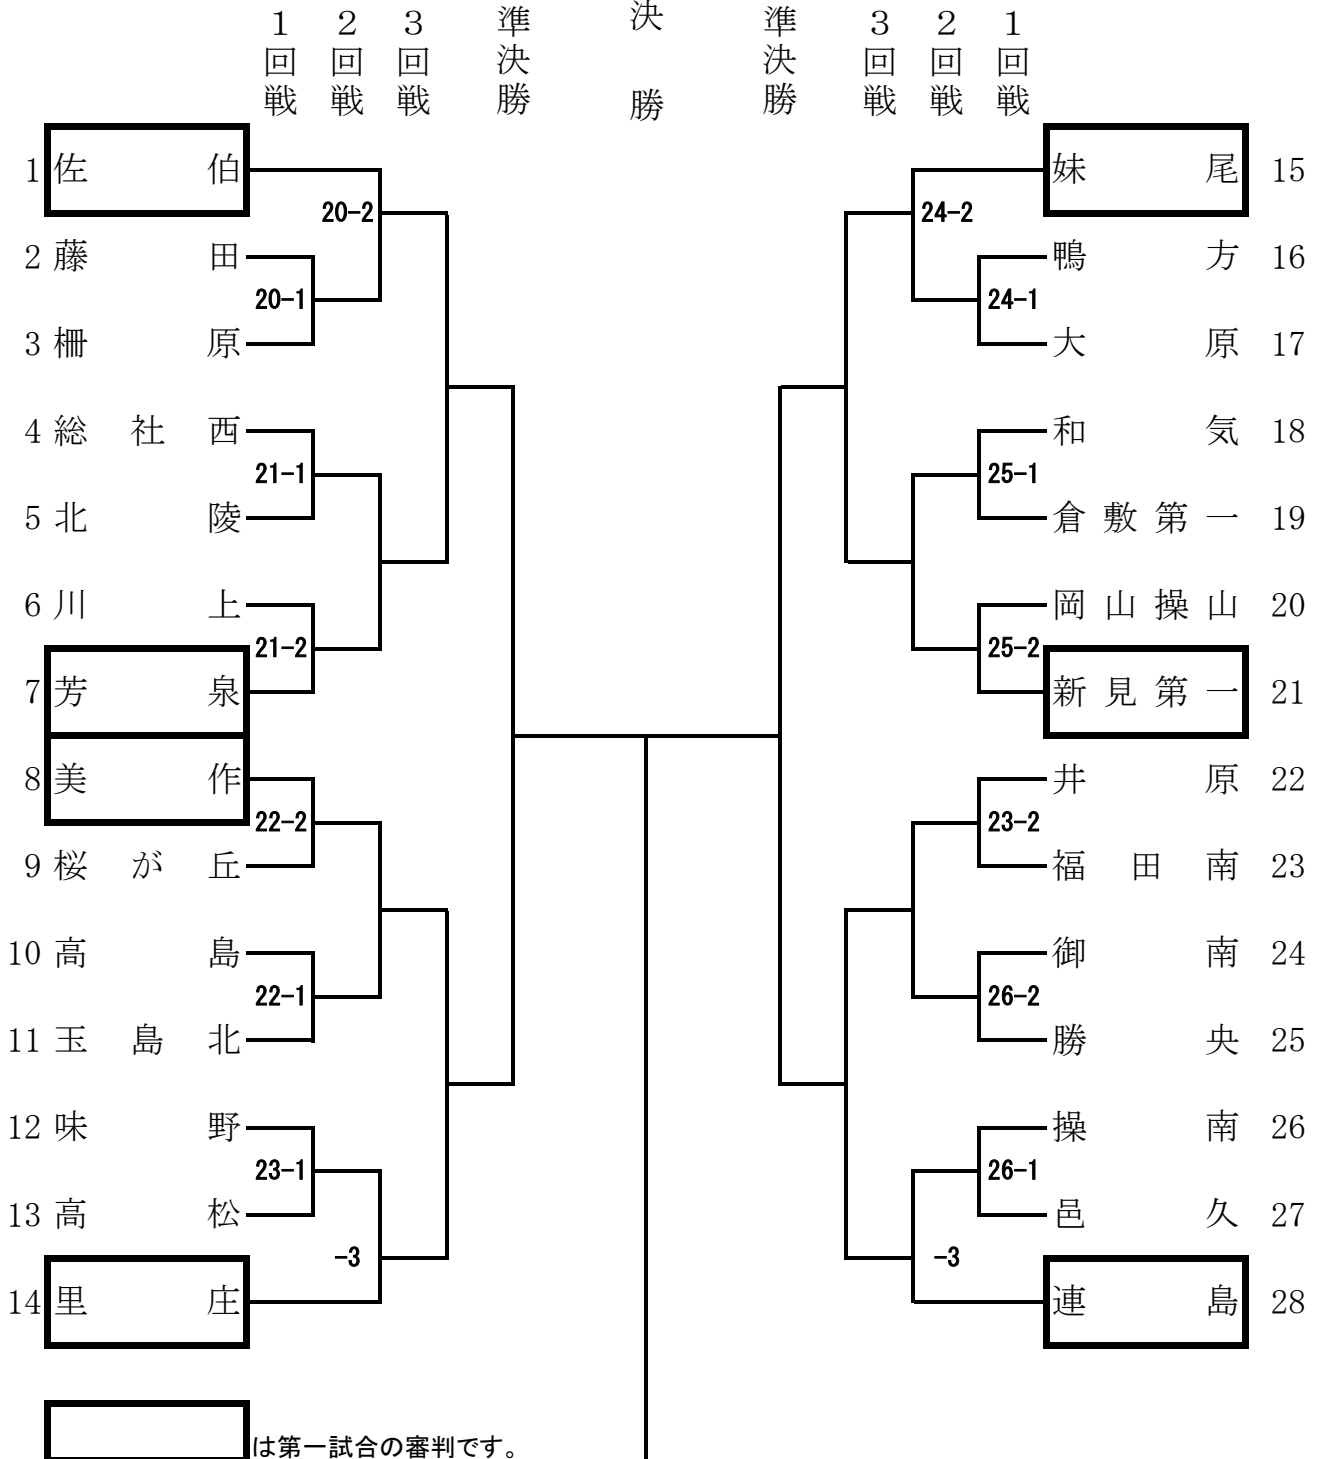 1回戦 2回戦 3回戦 準決勝 決勝 準決勝 3回戦 2回戦 1回戦
1 佐伯 妹尾 15
20-2 24-2
2 藤田 鴨方 16
20-1 24-1
3 柵原 大原 17
4 総社西 和気 18
21-1 25-1
5 北陵 倉敷第一 19
6 川上 岡山操山 20
21-2 25-2
7 芳泉 新見第一 21
8 美作 井原 22
22-2 23-2
9 桜が丘 福田南 23
10 高島 御南 24
22-1 26-2
11 玉島北 勝央 25
12 味野 操南 26
23-1 26-1
13 高松 邑久 27
-3 -3
14 里庄 連島 28
は第一試合の審判です。